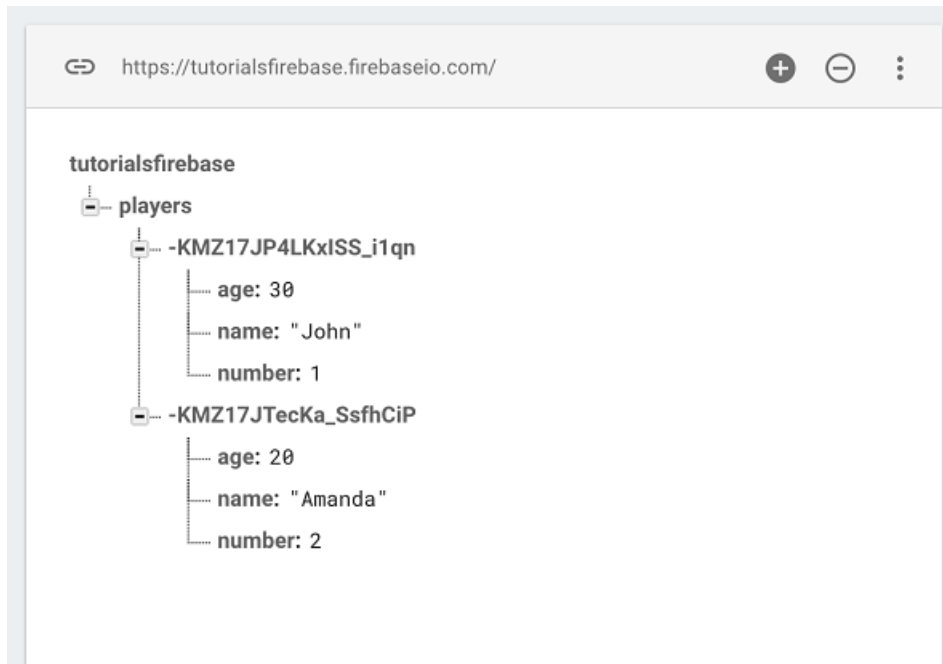 https://tutorialsfirebase.firebaseio.com/
tutorialsfirebase
players
-KMZ17JP4LKxISS_i1qn
age: 30
name: "John"
number: 1
-KMZ17JTecKa_SsfhCiP
age: 20
name: "Amanda"
number: 2